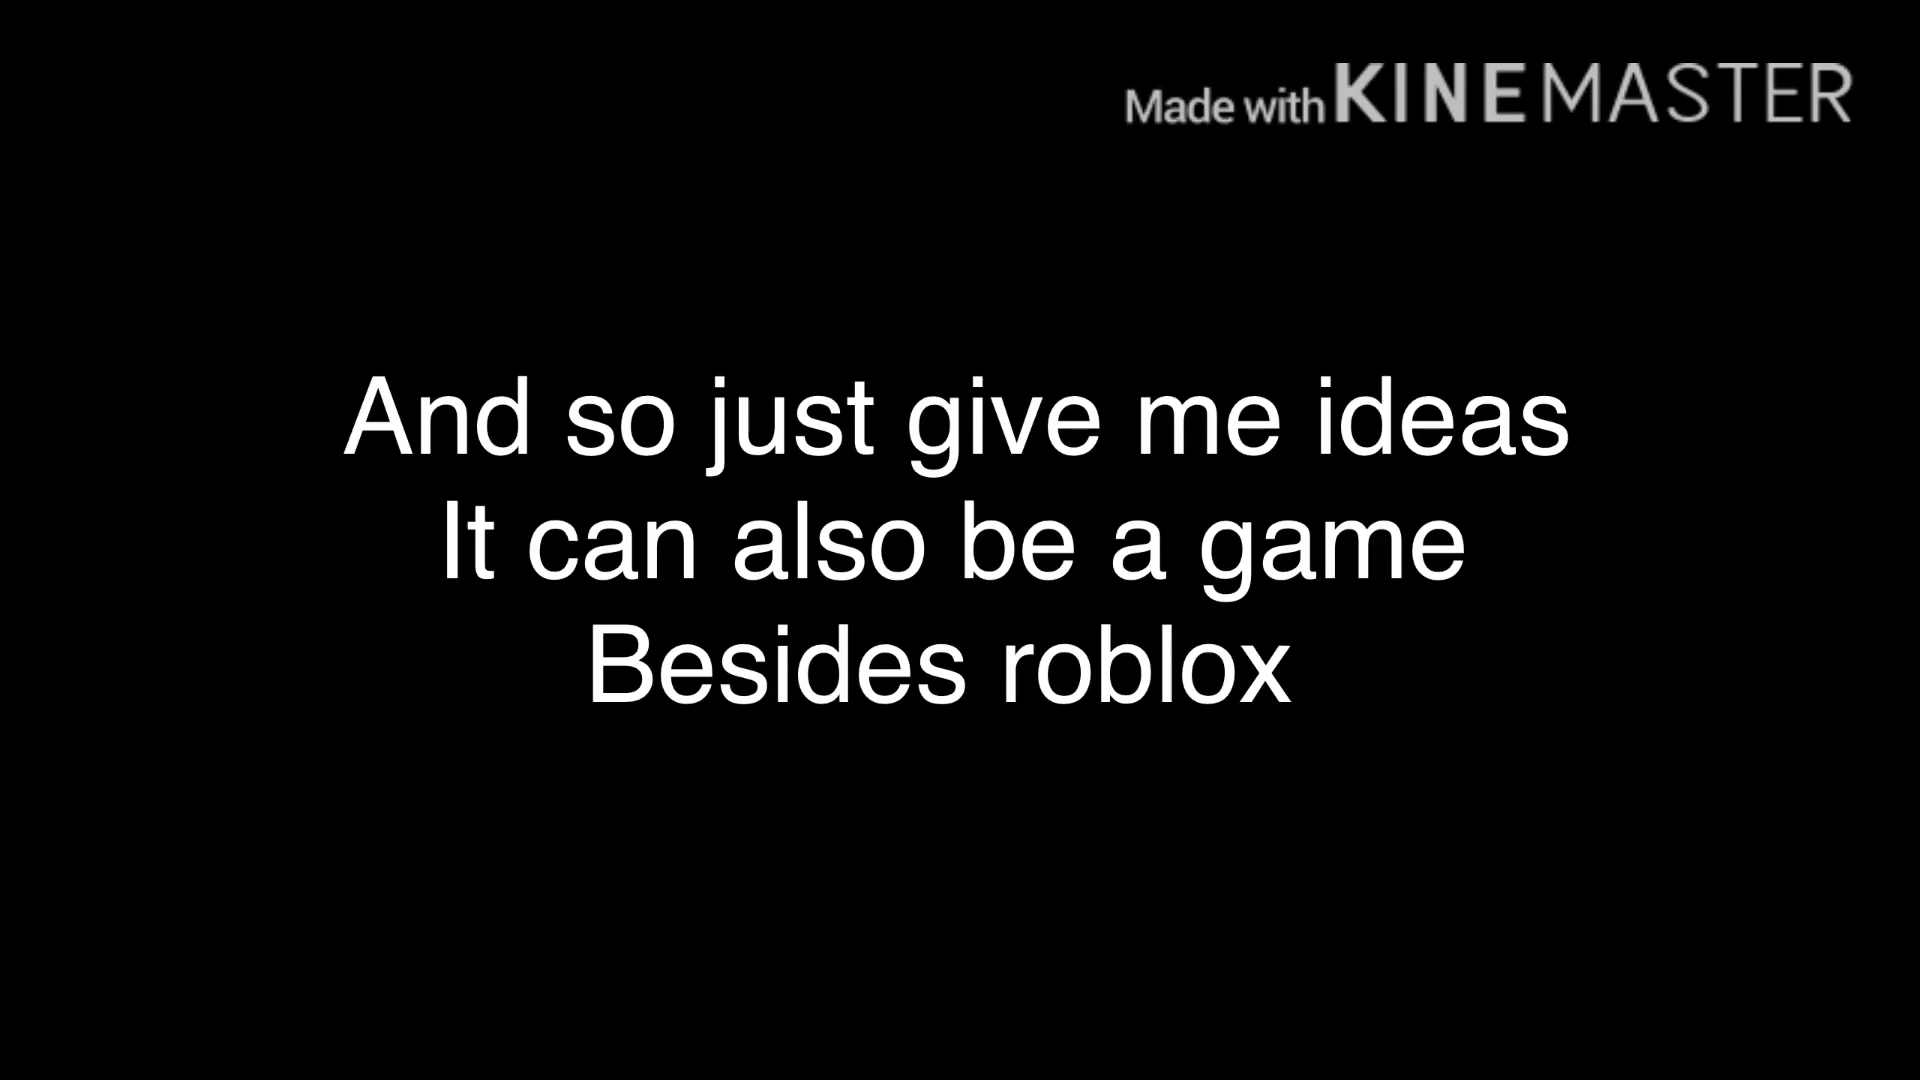 Made with KINEMASTER
And so just give me ideas
It can also be a game
Besides roblox